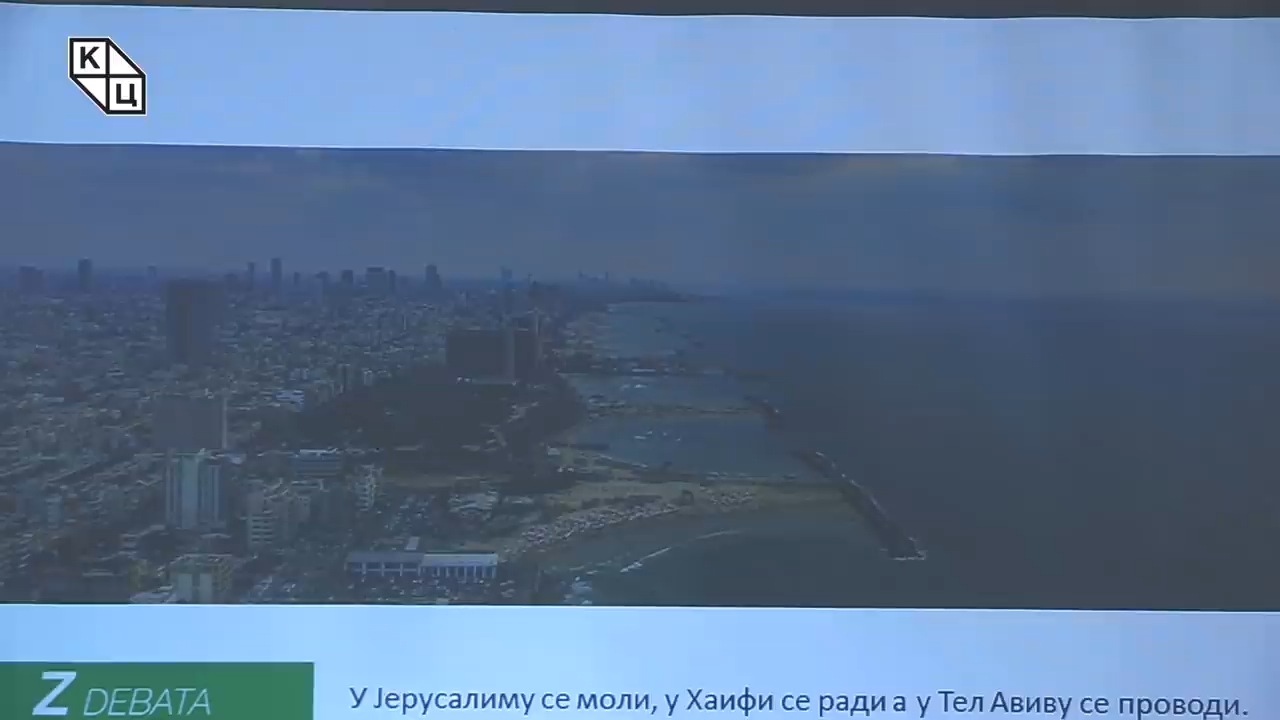 К
Ц
Z DEBATA
У Јерусалиму се моли, у Хаифи се ради а у Тел Авиву се проводи.